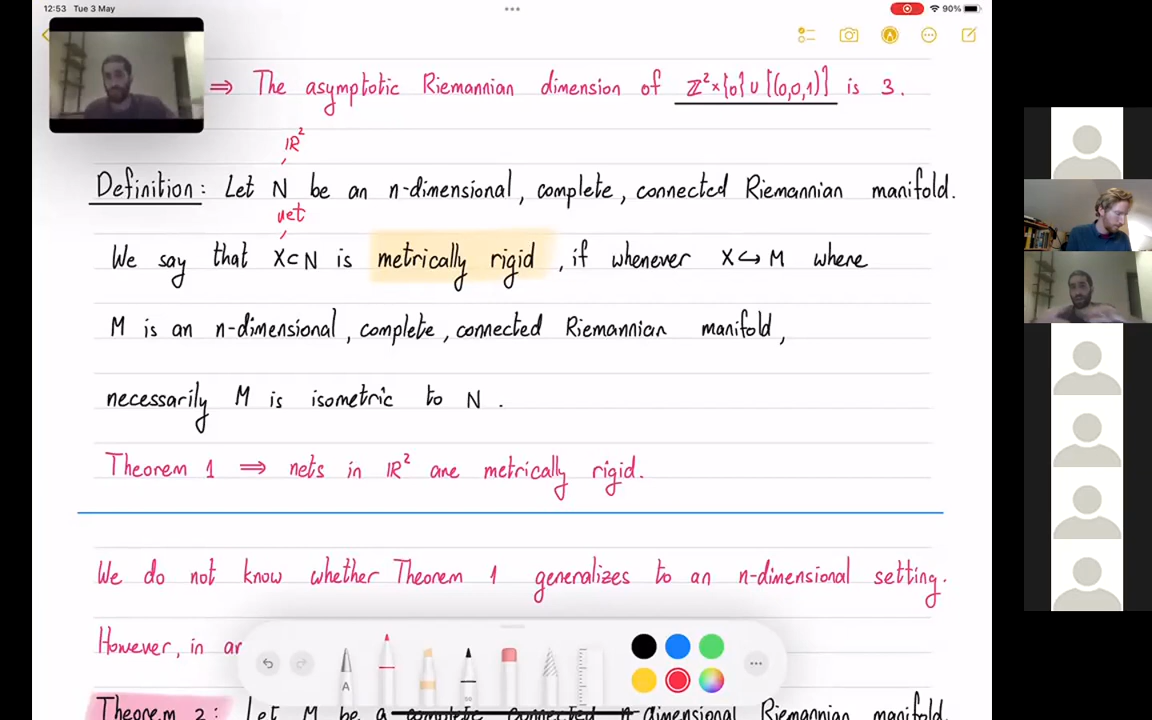 12:53 Tue 3 May
90%
⇒ The asymptotic Riemannian dimension of ℤ²×{0} ∪ {(0,0,1)} is 3.
ℝ²
Definition: Let N be an n-dimensional, complete, connected Riemannian manifold.
net
We say that X⊂N is metrically rigid, if whenever X↪M where
M is an n-dimensional, complete, connected Riemannian manifold,
necessarily M is isometric to N.
Theorem 1 ⇒ nets in ℝ² are metrically rigid.
We do not know whether Theorem 1 generalizes to an n-dimensional setting.
However, in
Theorem 2: Let M be a complete connected n-dimensional Riemannian manifold.
A
50